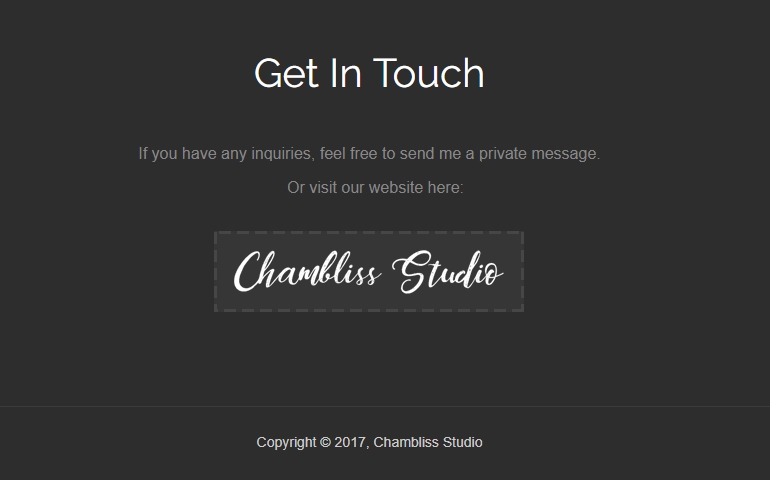 Get In Touch
If you have any inquiries, feel free to send me a private message.
Or visit our website here:
Chambliss Studio
Copyright © 2017, Chambliss Studio